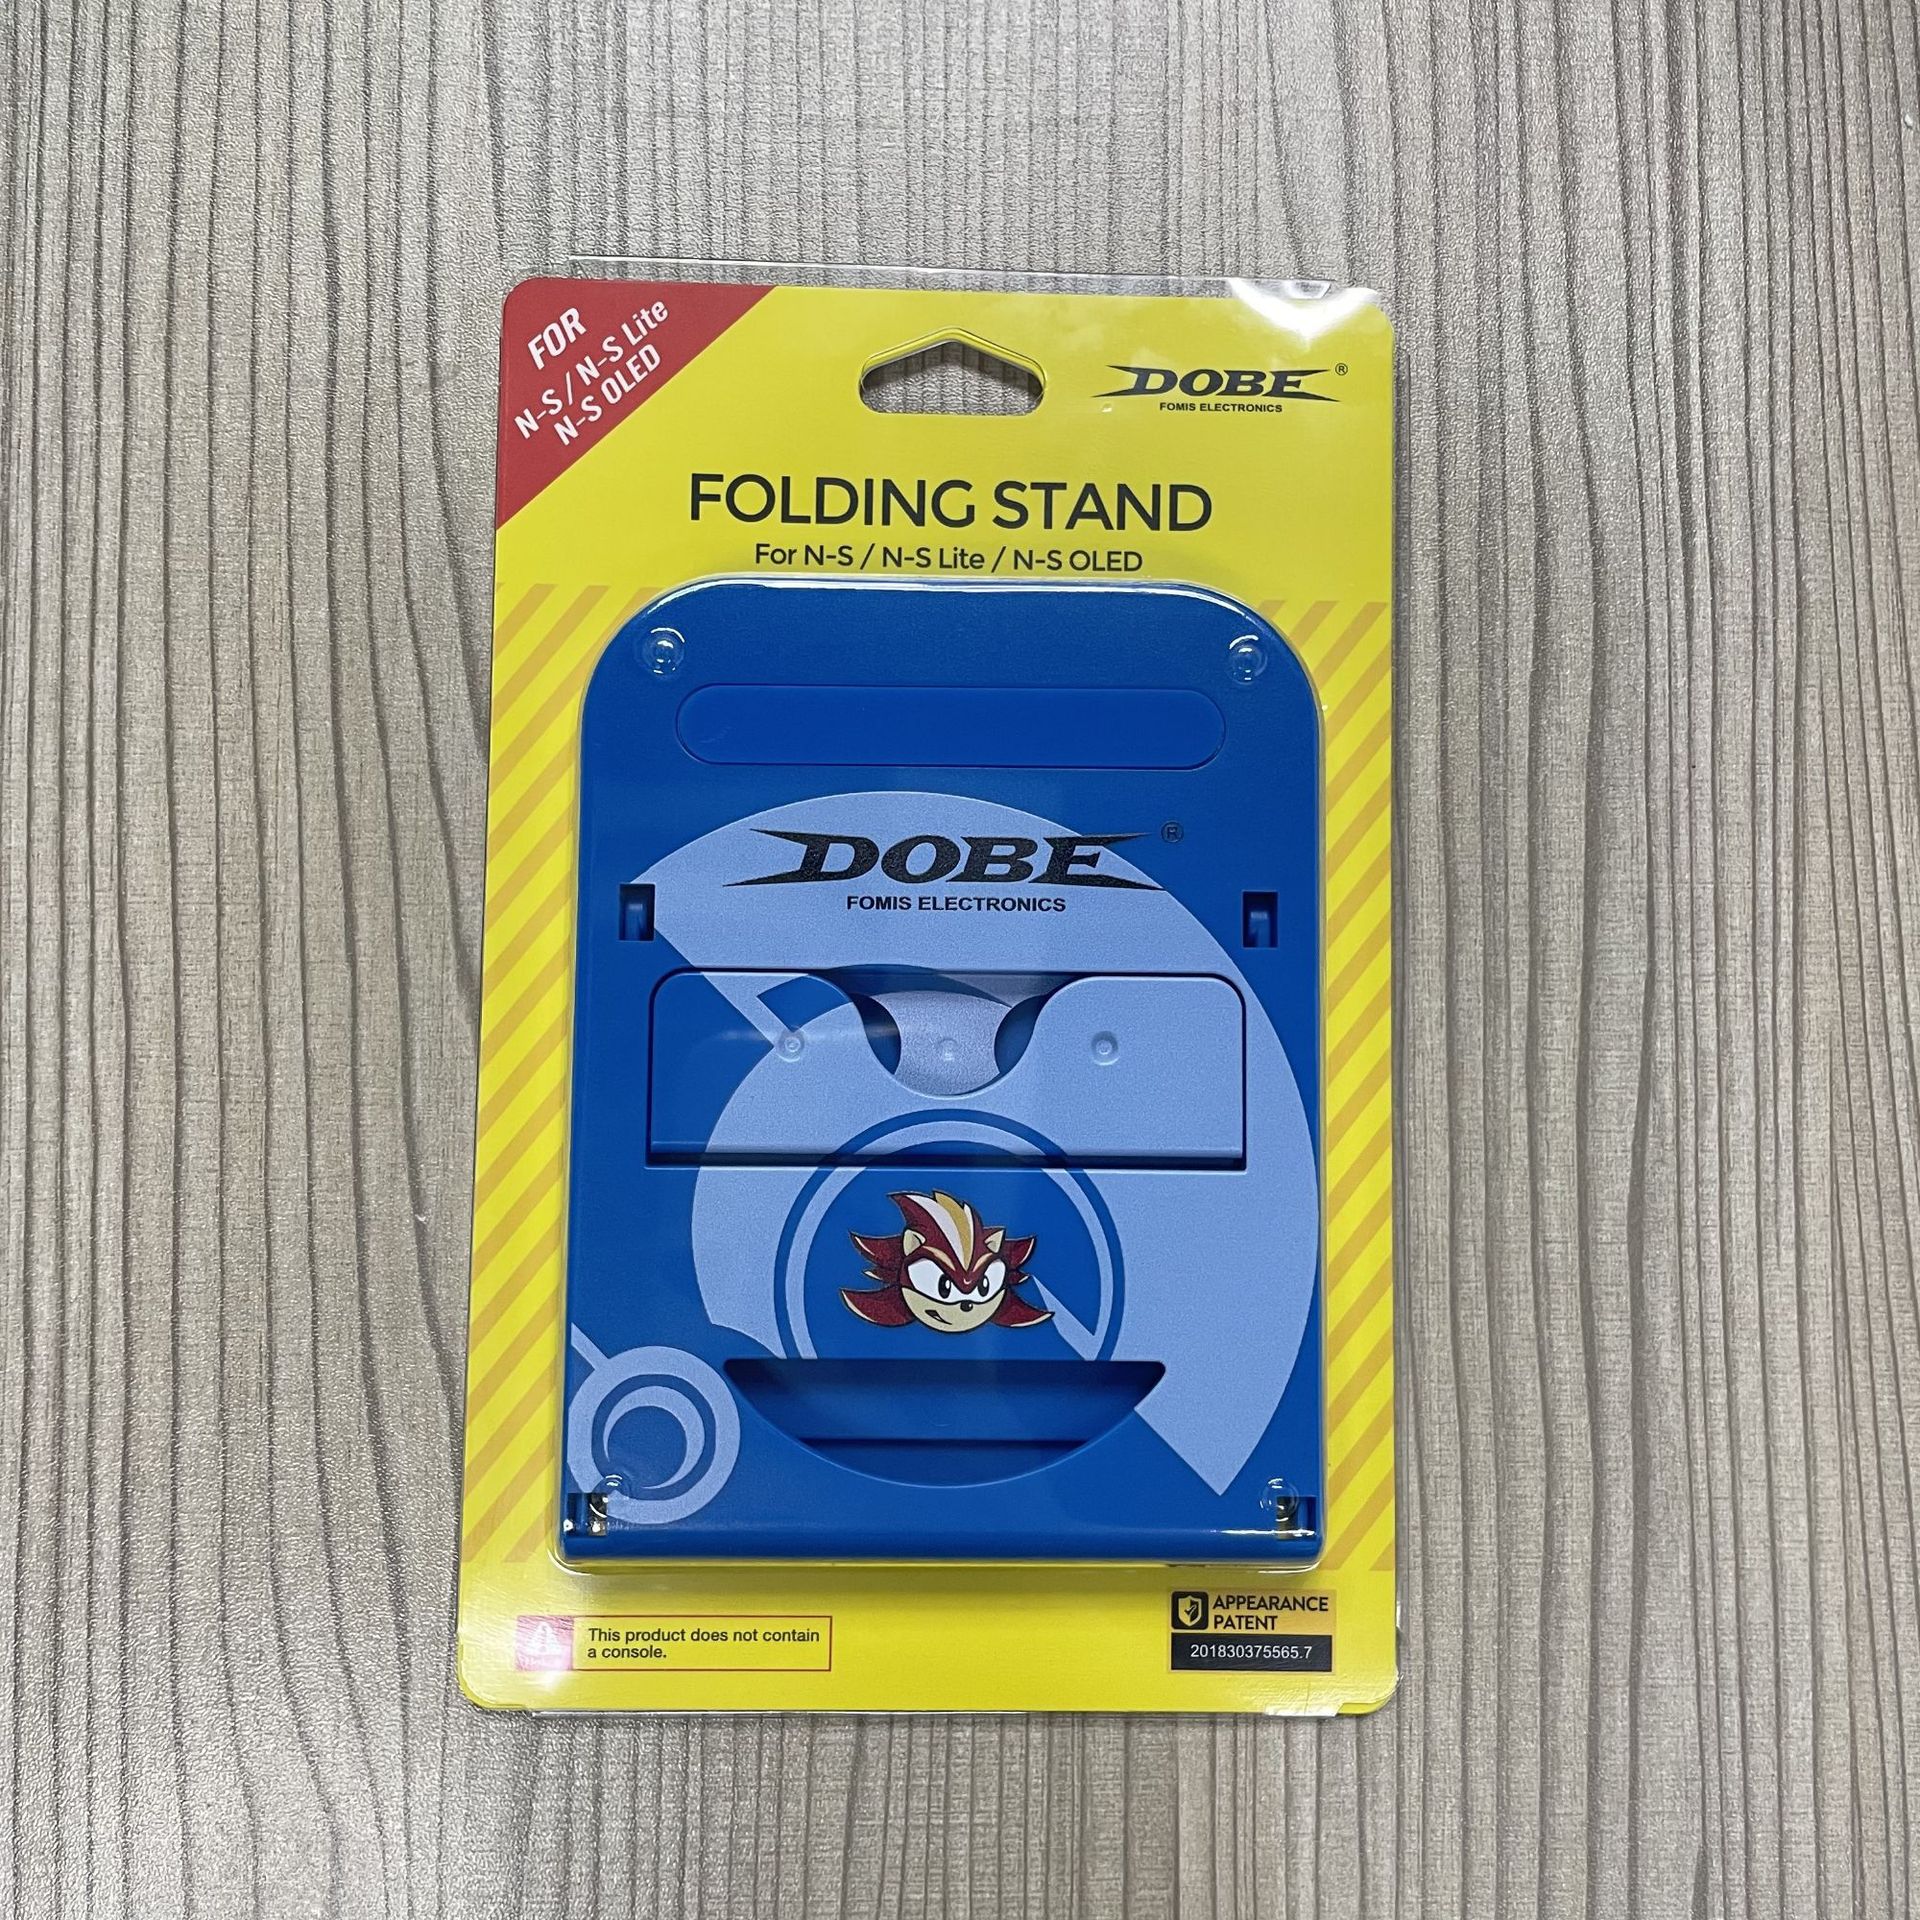 FOR
N-S / N-S Lite
N-S OLED
DOBE®
FOMIS ELECTRONICS
FOLDING STAND
For N-S / N-S Lite / N-S OLED
DOBE®
FOMIS ELECTRONICS
This product does not contain
a console.
APPEARANCE
PATENT
201830375565.7